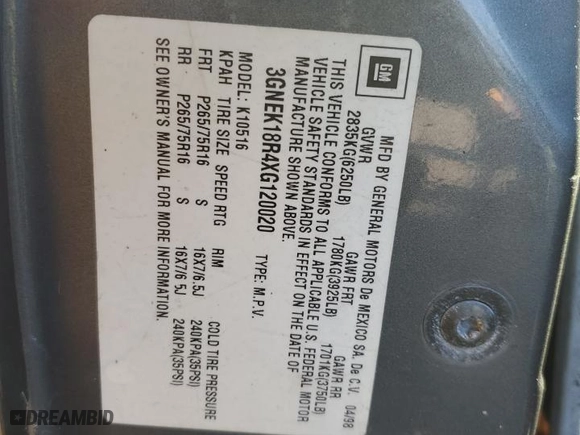 GM
MFD BY GENERAL MOTORS De MEXICO SA. De C.V. 04/98
GVWR GAWR FRT GAWR RR
2835KG(6250LB) 1780KG(3925LB) 1701KG(3750LB)
THIS VEHICLE CONFORMS TO ALL APPLICABLE U.S. FEDERAL MOTOR
VEHICLE SAFETY STANDARDS IN EFFECT ON THE DATE OF
MANUFACTURE SHOWN ABOVE.
3GNEK18R4XG120020 TYPE: M.P.V.
MODEL: K10516
KPAH TIRE SIZE SPEED RTG RIM COLD TIRE PRESSURE
FRT P265/75R16 S 16X7/6.5J 240KPA(35PSI)
RR P265/75R16 S 16X7/6.5J 240KPA(35PSI)
SEE OWNER'S MANUAL FOR MORE INFORMATION.
DREAMBID